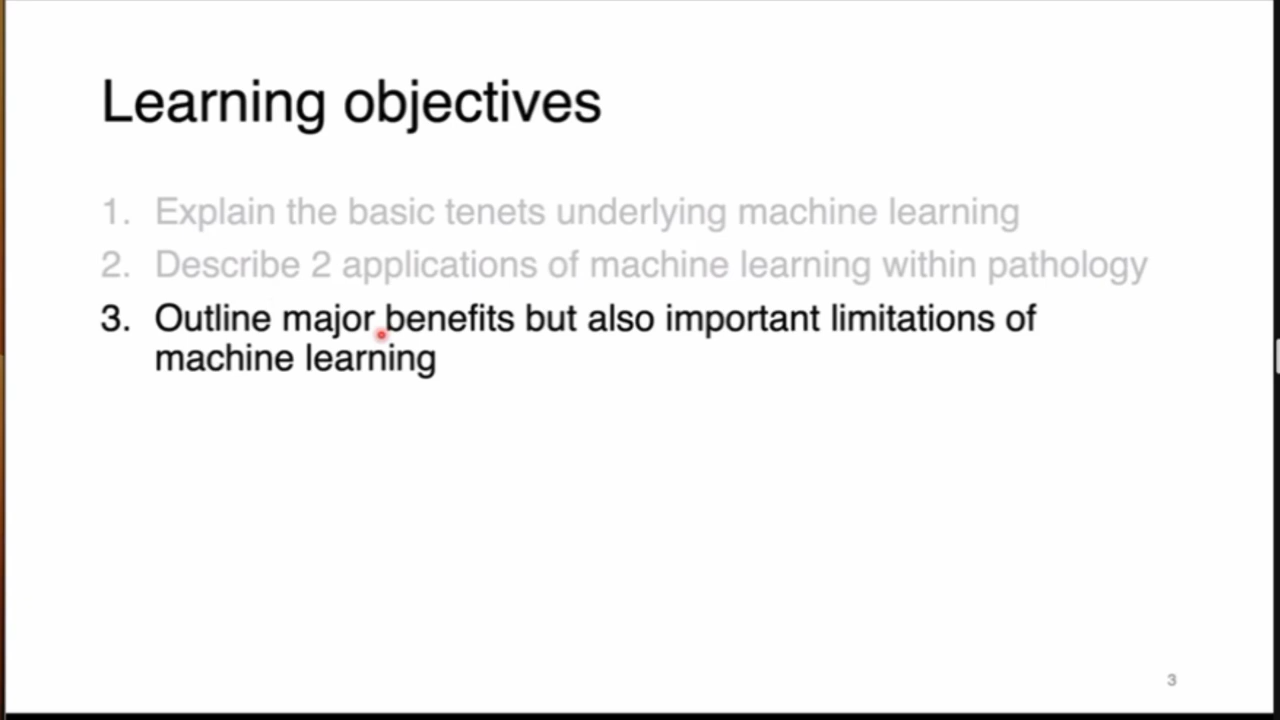 Learning objectives
1. Explain the basic tenets underlying machine learning
2. Describe 2 applications of machine learning within pathology
3. Outline major benefits but also important limitations of
machine learning
3